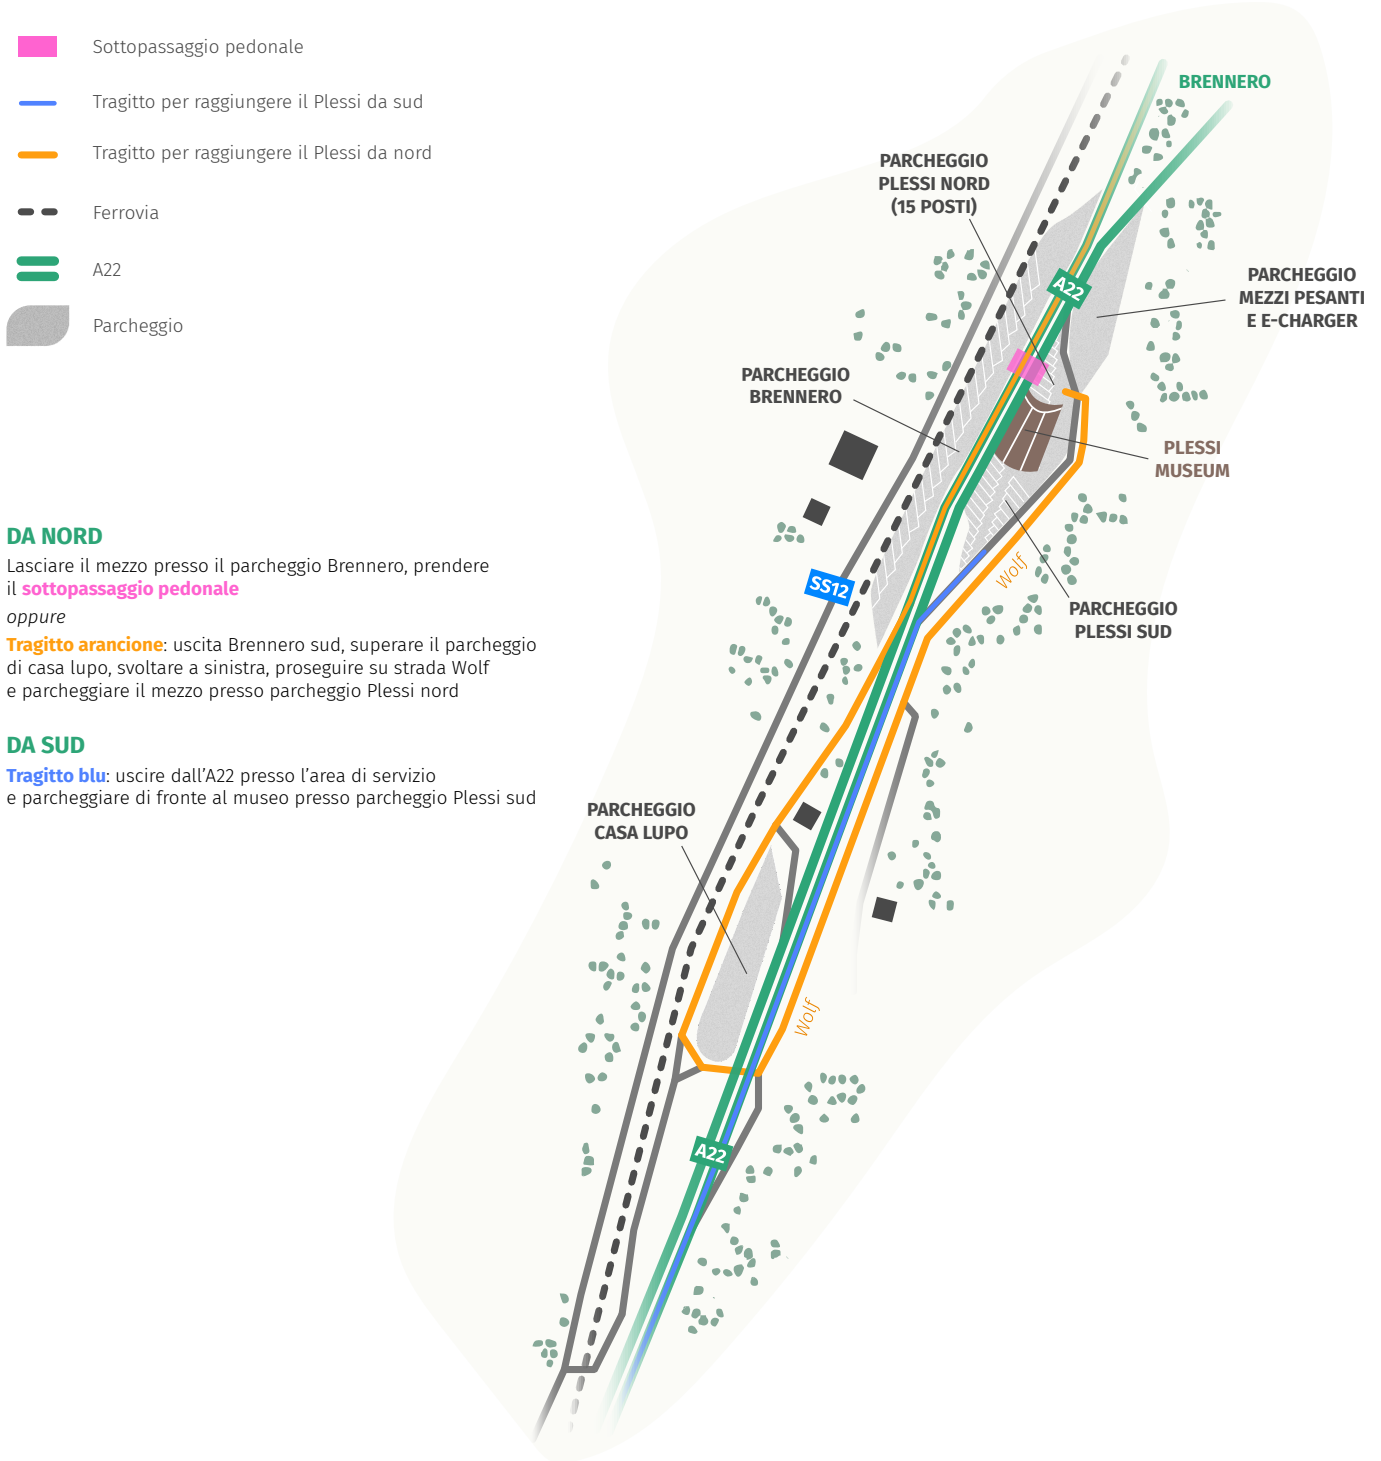 Sottopassaggio pedonale
Tragitto per raggiungere il Plessi da sud
Tragitto per raggiungere il Plessi da nord
Ferrovia
A22
Parcheggio
BRENNERO
PARCHEGGIO
PLESSI NORD
(15 POSTI)
A22
PARCHEGGIO
MEZZI PESANTI
E E-CHARGER
PARCHEGGIO
BRENNERO
PLESSI
MUSEUM
DA NORD
Lasciare il mezzo presso il parcheggio Brennero, prendere
il sottopassaggio pedonale
oppure
Tragitto arancione: uscita Brennero sud, superare il parcheggio
di casa lupo, svoltare a sinistra, proseguire su strada Wolf
e parcheggiare il mezzo presso parcheggio Plessi nord
DA SUD
Tragitto blu: uscire dall'A22 presso l'area di servizio
e parcheggiare di fronte al museo presso parcheggio Plessi sud
SS12
Wolf
PARCHEGGIO
PLESSI SUD
PARCHEGGIO
CASA LUPO
Wolf
A22